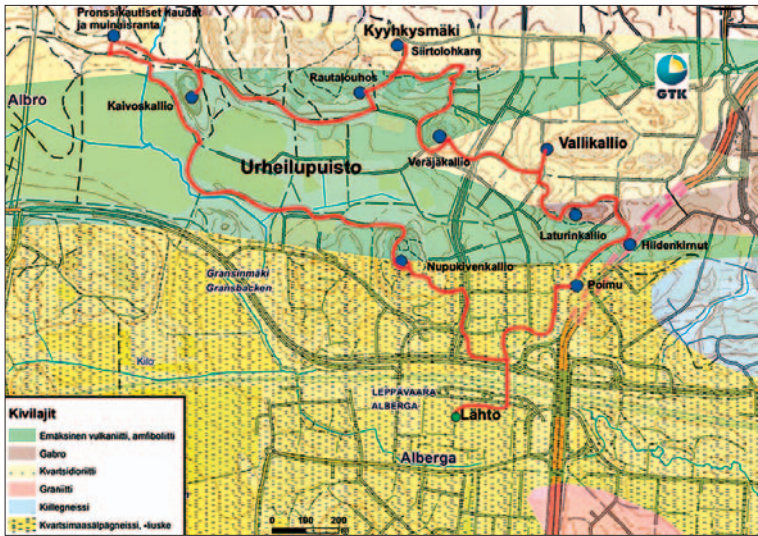 Pronssikautiset haudat
ja muinaisranta
Kyyhkysmäki
Siirtolohkare
Rautalouhos
Albro
Kaivoskallio
GTK
Vallikallio
Veräjäkallio
Urheilupuisto
Laturinkallio
Hiidenkirnut
Nupukivenkallio
Gransinmäki
Gransbacken
Poimu
Kilo
LEPPÄVAARA
ALBERGA
Lähtö
Alberga
Kivilajit
Emäksinen vulkaniitti, amfiboliitti
Gabro
Kvartsidioriitti
Graniitti
Kiillegneissi
Kvartsimaasälpägneissi, -liuske
0 100 200
m